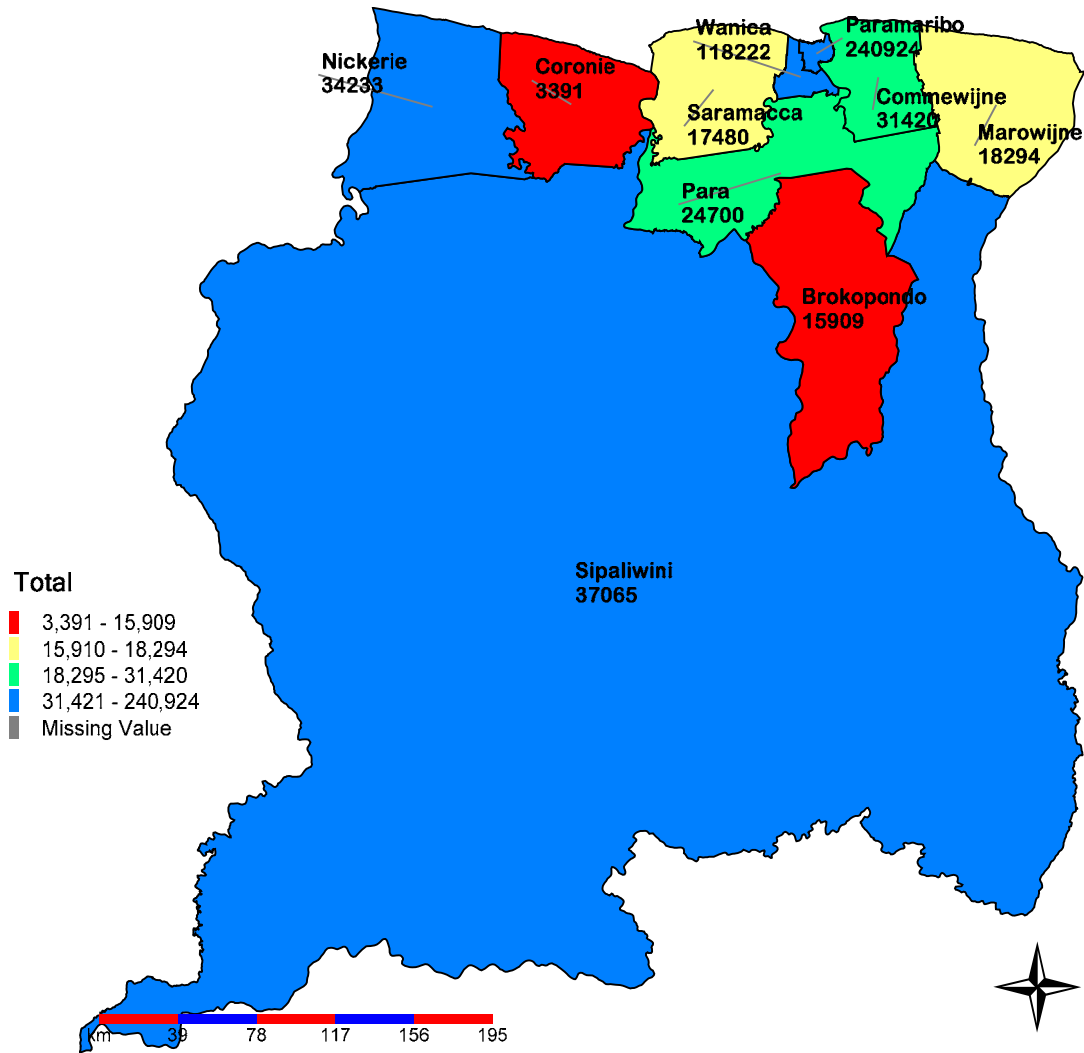 Wanica
118222
Paramaribo
240924
Nickerie
34233
Coronie
3391
Saramacca
17480
Commewijne
31420
Marowijne
18294
Para
24700
Brokopondo
15909
Sipaliwini
37065
Total
3,391 - 15,909
15,910 - 18,294
18,295 - 31,420
31,421 - 240,924
Missing Value
km 39 78 117 156 195